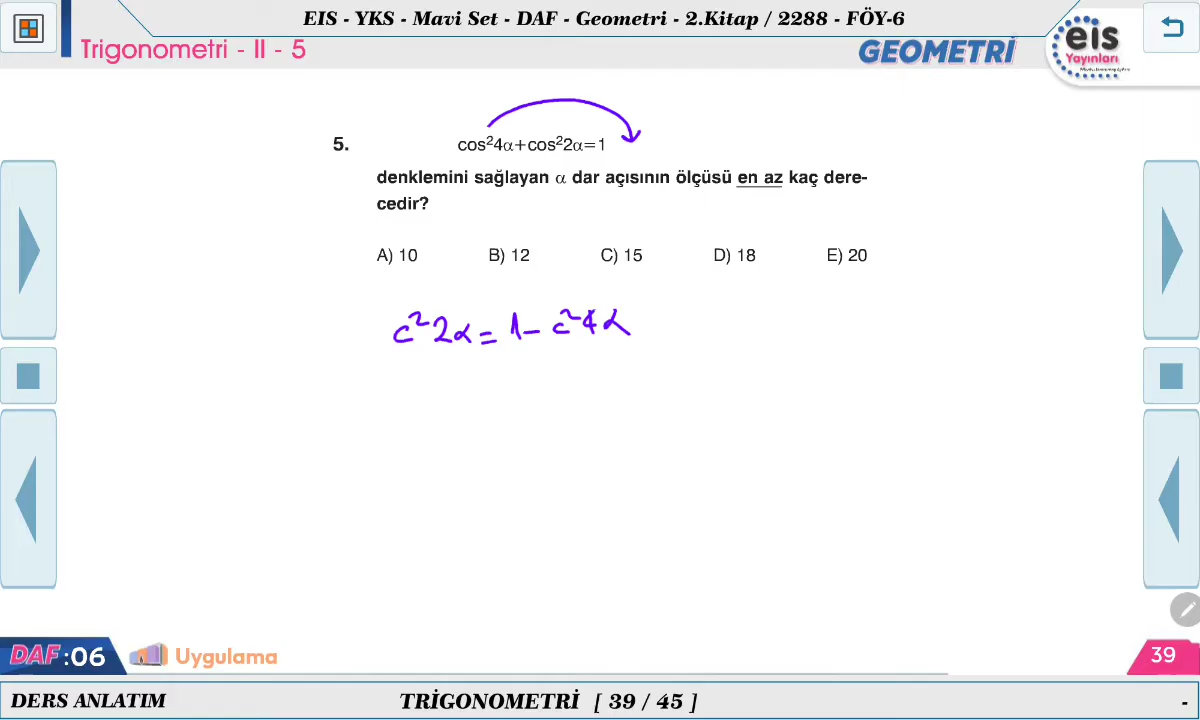 EIS - YKS - Mavi Set - DAF - Geometri - 2.Kitap / 2288 - FÖY-6
Trigonometri - II - 5
GEOMETRİ
eis
Yayınları
5.
cos²4α+cos²2α=1
denklemini sağlayan α dar açısının ölçüsü en az kaç dere-
cedir?
A) 10 B) 12 C) 15 D) 18 E) 20
c²2α = 1 - c²4α
DAF :06 Uygulama
39
DERS ANLATIM TRİGONOMETRİ [ 39 / 45 ] -